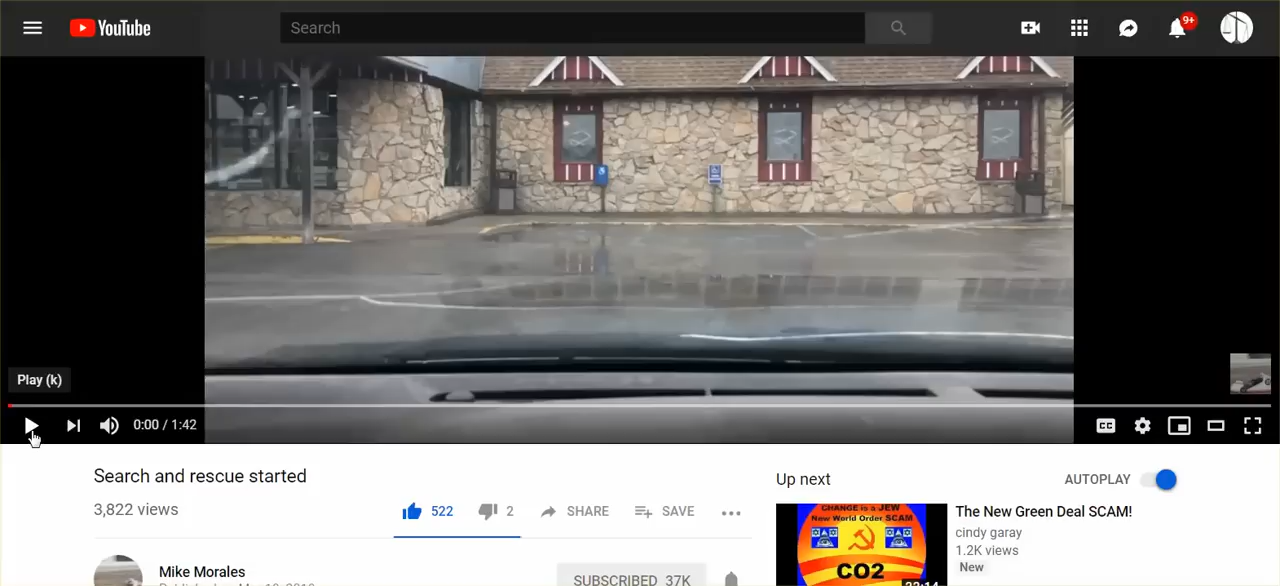 YouTube
Search
9+
Play (k)
0:00 / 1:42
CC
Search and rescue started
3,822 views
522
2
SHARE
SAVE
Mike Morales
SUBSCRIBED 37K
Up next
AUTOPLAY
CHANGE is a JEW
New World Order SCAM
CO2
The New Green Deal SCAM!
cindy garay
1.2K views
New